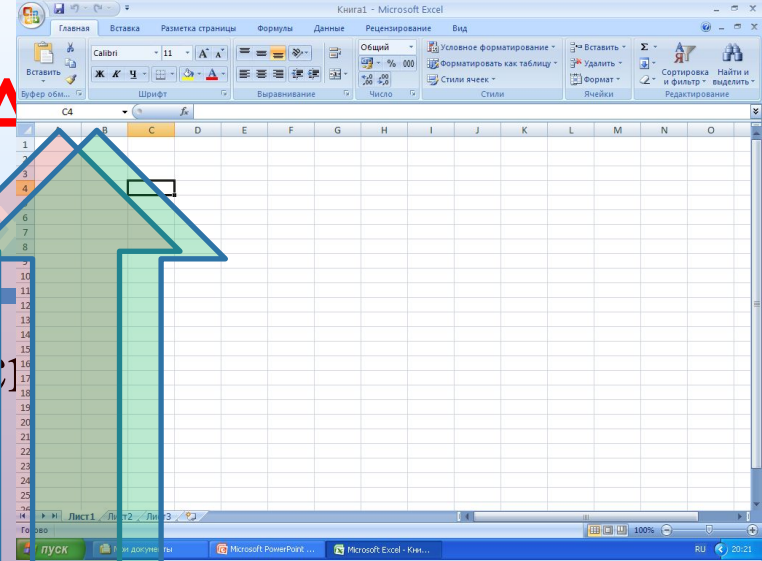 Книга1 - Microsoft Excel
Главная Вставка Разметка страницы Формулы Данные Рецензирование Вид
Вставить
Calibri 11
Ж К Ч
Общий
% 000
Условное форматирование
Форматировать как таблицу
Стили ячеек
Вставить
Удалить
Формат
Сортировка и фильтр
Найти и выделить
Буфер обм... Шрифт Выравнивание Число Стили Ячейки Редактирование
C4 fx
B C D E F G H I J K L M N O
1
2
3
4
6
7
8
9
10
11
12
13
14
15
16
17
18
19
20
21
22
23
24
25
26
Лист1 Лист2 Лист3
Готово 100%
пуск Мои документы Microsoft PowerPoint ... Microsoft Excel - Кни... RU 20:21